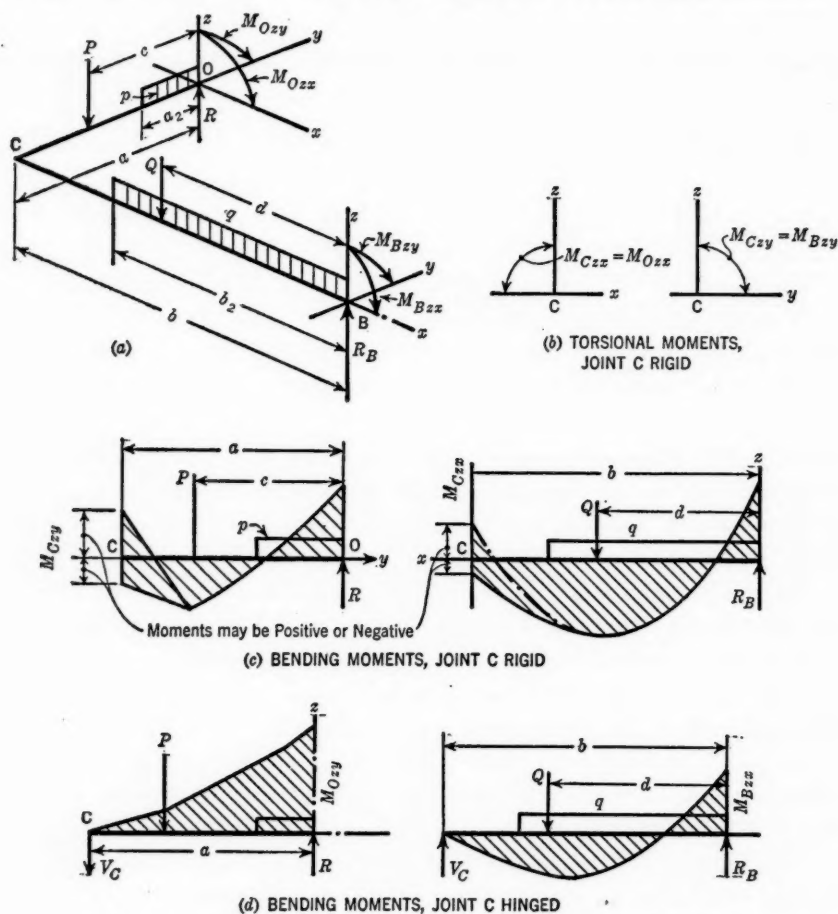 z
M_Ozy
y
P
c
O
M_Ozx
p
a_2
R
x
C
a
Q
d
z
q
M_Bzy
y
b_2
M_Bzx
b
B
x
R_B
(a)
z
M_Czx = M_Ozx
x
C
z
M_Czy = M_Bzy
C
y
(b) TORSIONAL MOMENTS,
JOINT C RIGID
a
P
c
p
M_Czy
C
O
y
R
M_Czx
z
b
Q
d
q
x
C
R_B
Moments may be Positive or Negative
(c) BENDING MOMENTS, JOINT C RIGID
z
P
M_Ozy
C
a
V_C
R
b
Q
d
q
M_Bzx
V_C
R_B
(d) BENDING MOMENTS, JOINT C HINGED